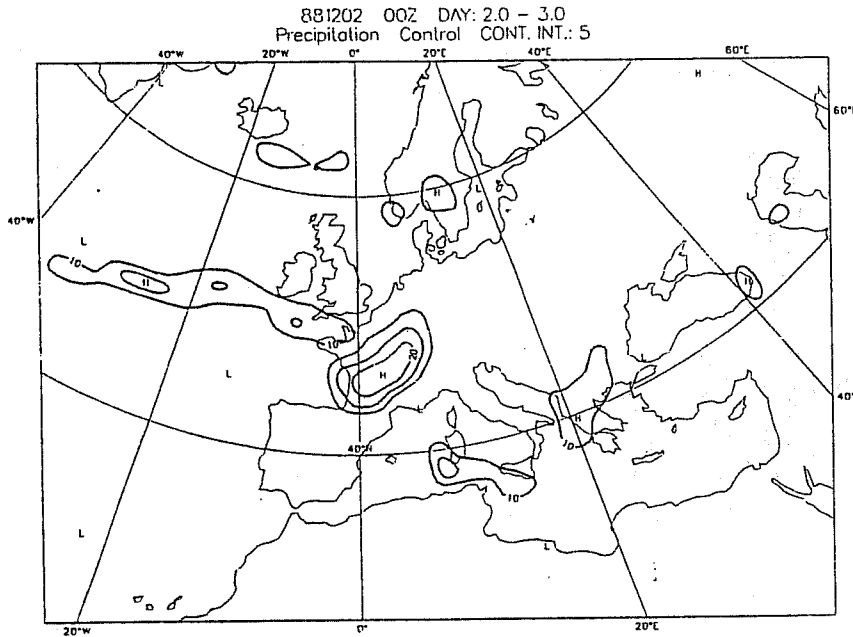 881202 00Z DAY: 2.0 - 3.0
Precipitation Control CONT. INT.: 5
40°W 20°W 0° 20°E 40°E 60°E
H
60°
H L
40°W
L
10
H 10
10
20
L H L
40°
L H
40°N 10
10
L L
20°W 0° 20°E